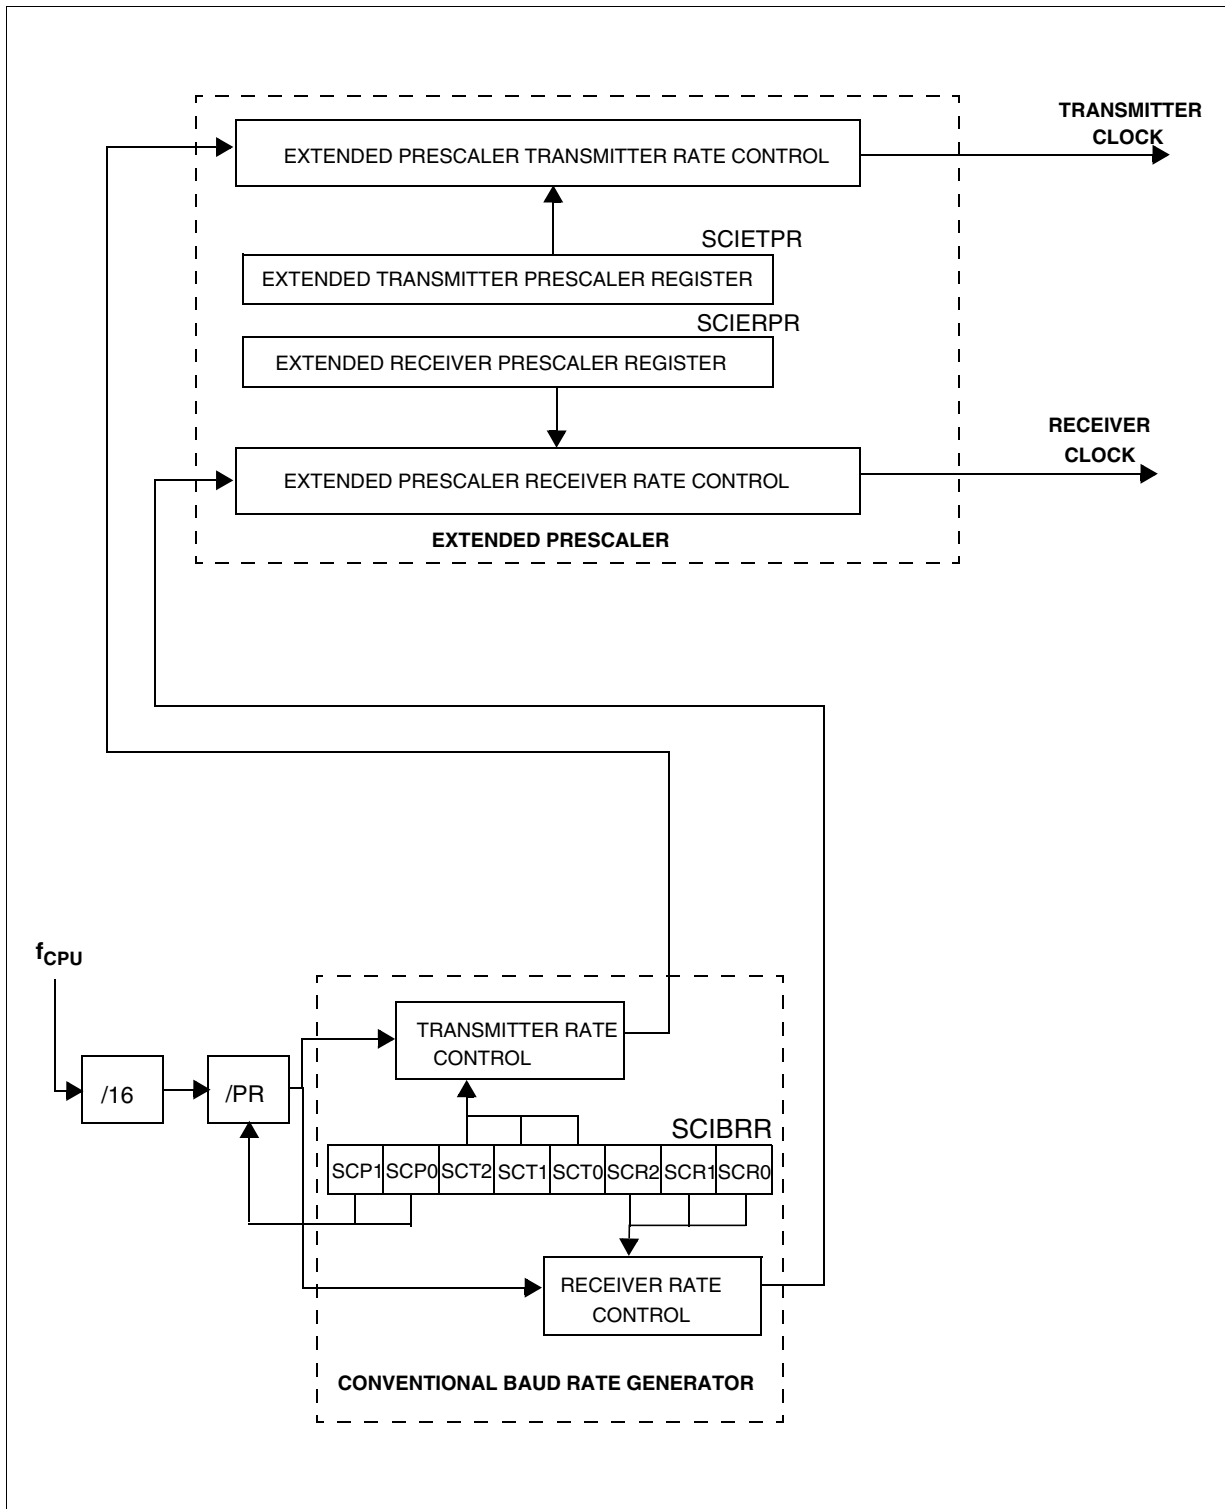 TRANSMITTER
CLOCK
EXTENDED PRESCALER TRANSMITTER RATE CONTROL
SCIETPR
EXTENDED TRANSMITTER PRESCALER REGISTER
SCIERPR
EXTENDED RECEIVER PRESCALER REGISTER
RECEIVER
CLOCK
EXTENDED PRESCALER RECEIVER RATE CONTROL
EXTENDED PRESCALER
fCPU
TRANSMITTER RATE
CONTROL
/16
/PR
SCIBRR
SCP1 SCP0 SCT2 SCT1 SCT0 SCR2 SCR1 SCR0
RECEIVER RATE
CONTROL
CONVENTIONAL BAUD RATE GENERATOR